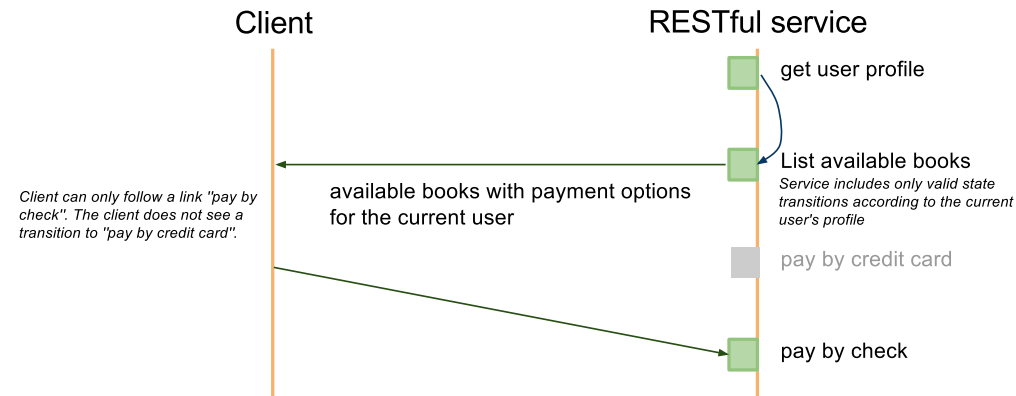 Client
RESTful service
get user profile
List available books
Service includes only valid state
transitions according to the current
user's profile
available books with payment options
for the current user
Client can only follow a link "pay by
check". The client does not see a
transition to "pay by credit card".
pay by credit card
pay by check